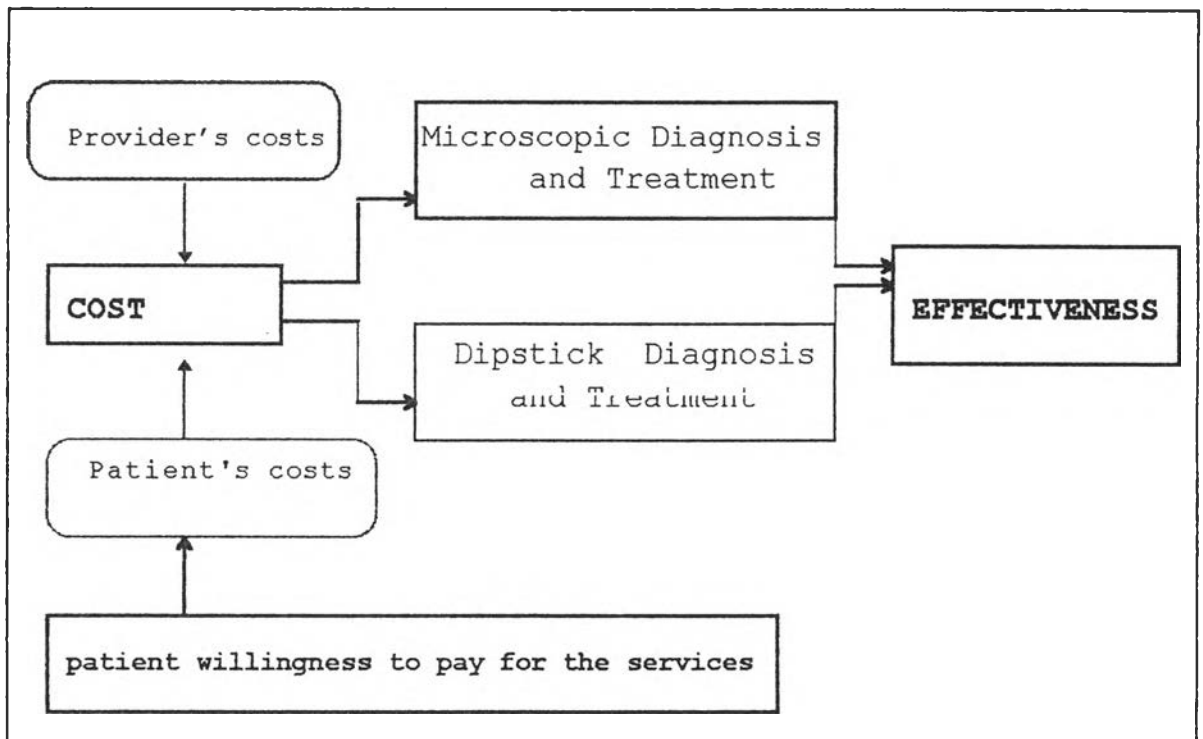 Provider's costs
Microscopic Diagnosis
and Treatment
COST
EFFECTIVENESS
Dipstick Diagnosis
and Treatment
Patient's costs
patient willingness to pay for the services